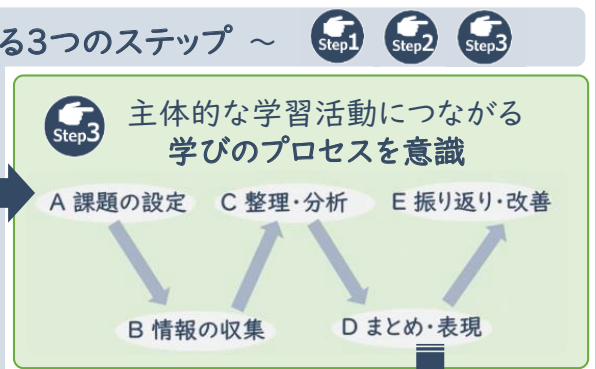 る3つのステップ ～ Step1 Step2 Step3
Step3 主体的な学習活動につながる
学びのプロセスを意識
A 課題の設定 C 整理・分析 E 振り返り・改善
B 情報の収集 D まとめ・表現